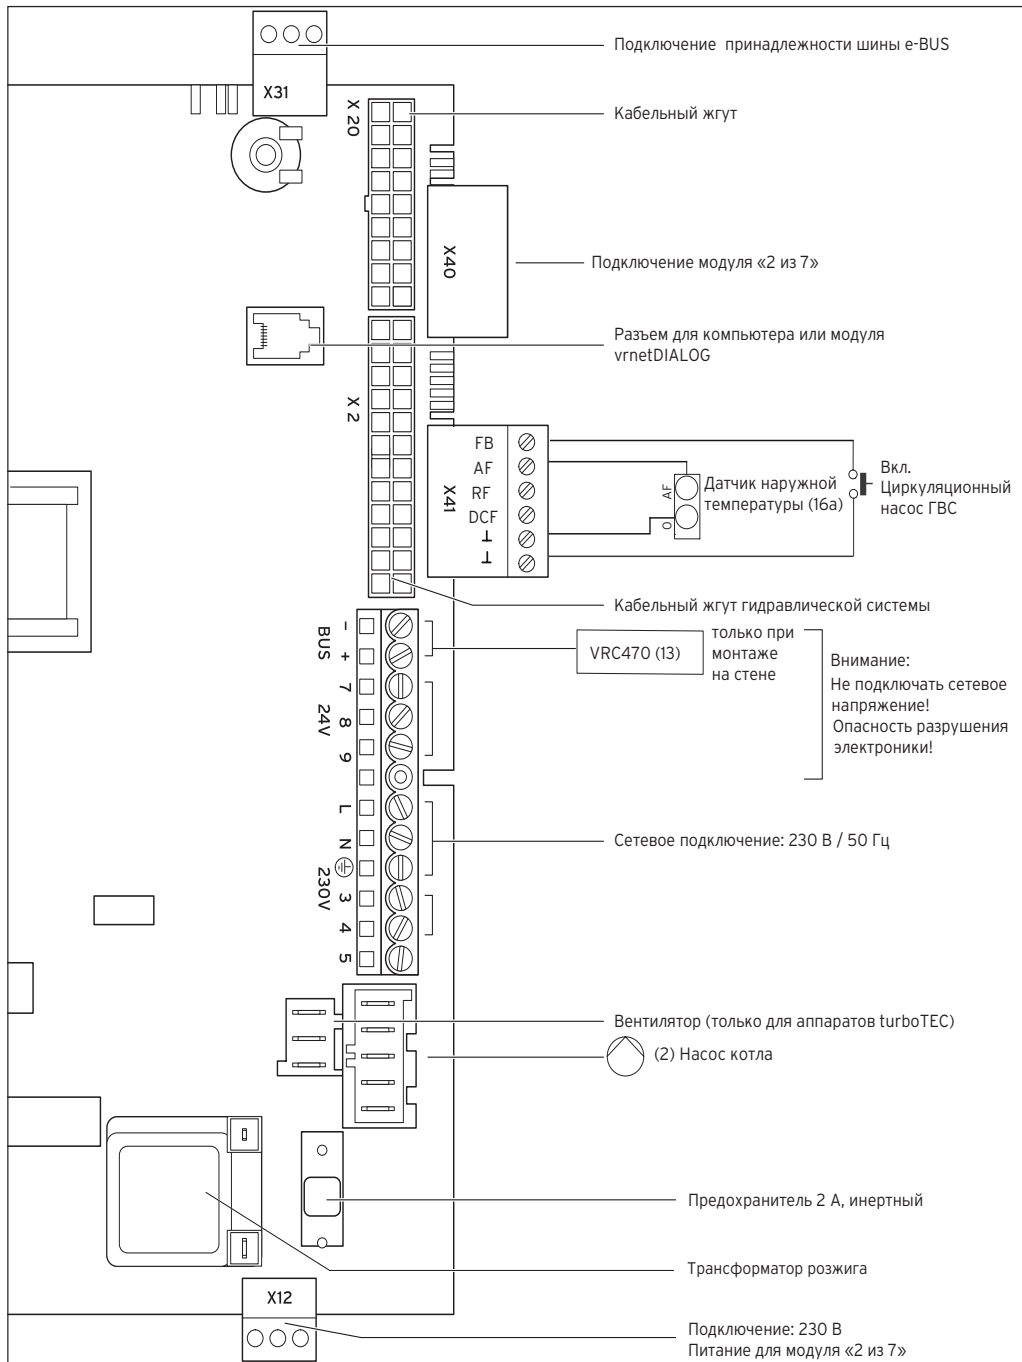 Подключение принадлежности шины e-BUS
X31
X 20
Кабельный жгут
X40
Подключение модуля «2 из 7»
Разъем для компьютера или модуля
vrnetDIALOG
X 2
X41
FB
AF
RF
DCF
AF
O
Датчик наружной
температуры (16a)
Вкл.
Циркуляционный
насос ГВС
Кабельный жгут гидравлической системы
– +
BUS
VRC470 (13)
только при
монтаже
на стене
Внимание:
Не подключать сетевое
напряжение!
Опасность разрушения
электроники!
7 8 9
24V
L N
230V
Сетевое подключение: 230 В / 50 Гц
3 4 5
Вентилятор (только для аппаратов turboTEC)
(2) Насос котла
Предохранитель 2 А, инертный
Трансформатор розжига
X12
Подключение: 230 В
Питание для модуля «2 из 7»